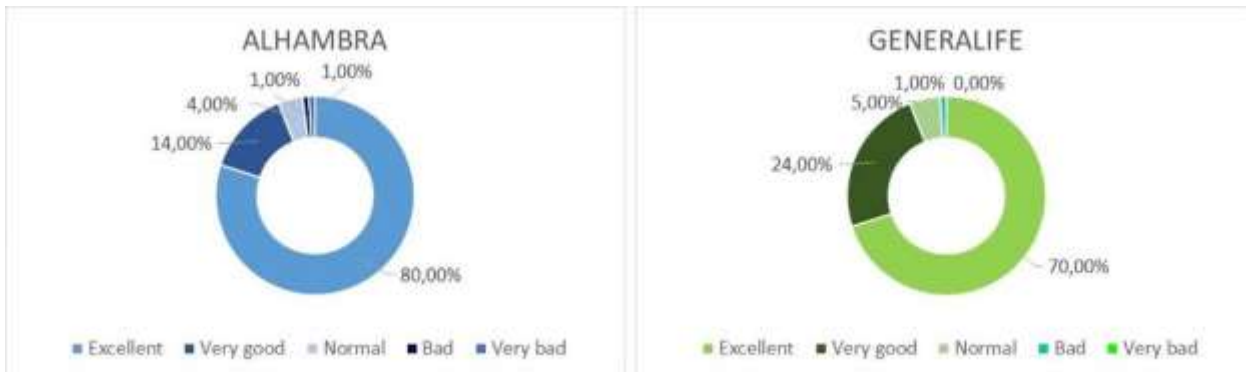 ALHAMBRA
1,00%
1,00%
4,00%
14,00%
80,00%
Excellent Very good Normal Bad Very bad
GENERALIFE
1,00% 0,00%
5,00%
24,00%
70,00%
Excellent Very good Normal Bad Very bad